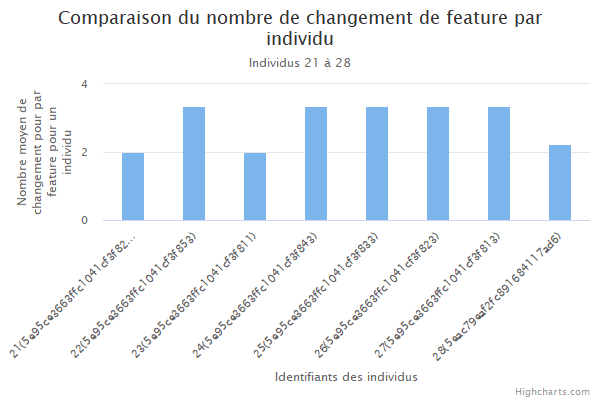 Comparaison du nombre de changement de feature par
individu
Individus 21 à 28
Nombre moyen de
changement pour par
feature pour un
individu
4
2
0
21(5e95ce3663ffc1041cf3f82...
22(5e95ce3663ffc1041cf3f853)
23(5e95ce3663ffc1041cf3f811)
24(5e95ce3663ffc1041cf3f843)
25(5e95ce3663ffc1041cf3f833)
26(5e95ce3663ffc1041cf3f823)
27(5e95ce3663ffc1041cf3f813)
28(5eac79eaf2fc891684117ad6)
Identifiants des individus
Highcharts.com